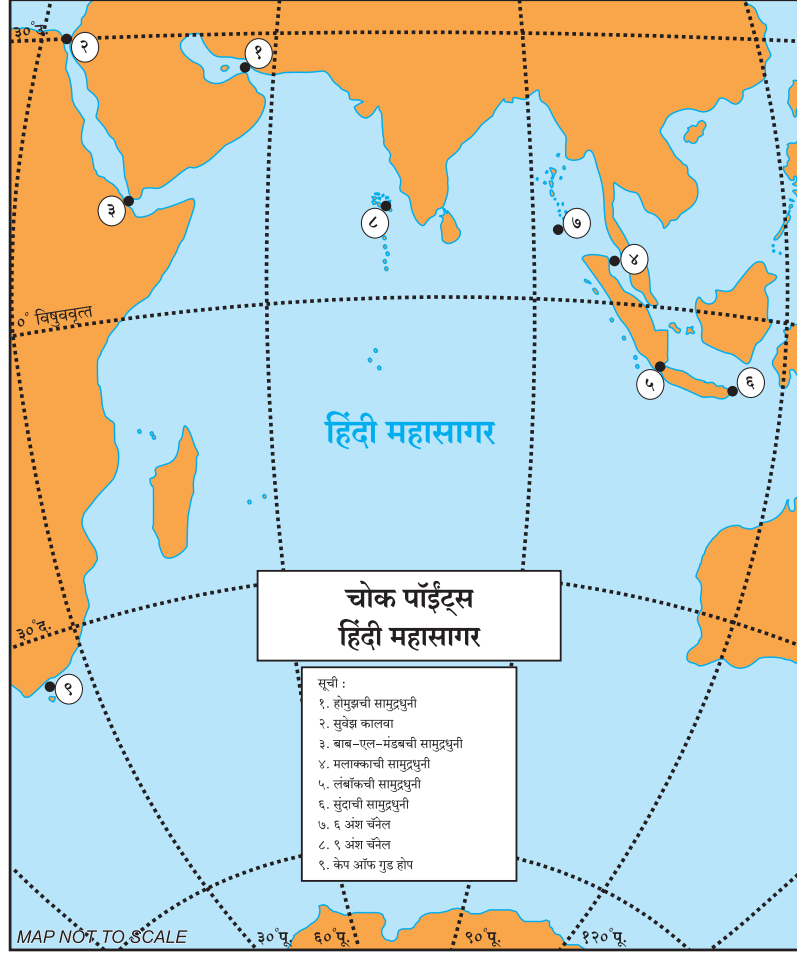 ३०°उ.
२
१
३
८
७
४
०° विषुववृत्त
५
६
हिंदी महासागर
चोक पॉईंट्स
हिंदी महासागर
३०°द.
९
सूची :
१. होमुझची सामुद्रधुनी
२. सुवेझ कालवा
३. बाब-एल-मंडबची सामुद्रधुनी
४. मलाक्काची सामुद्रधुनी
५. लंबॉकची सामुद्रधुनी
६. सुंदाची सामुद्रधुनी
७. ६ अंश चॅनेल
८. ९ अंश चॅनेल
९. केप ऑफ गुड होप
MAP NOT TO SCALE
३०°पू.
६०°पू.
९०°पू.
१२०°पू.